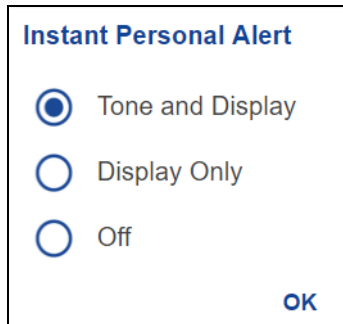 Instant Personal Alert
Tone and Display
Display Only
Off
OK